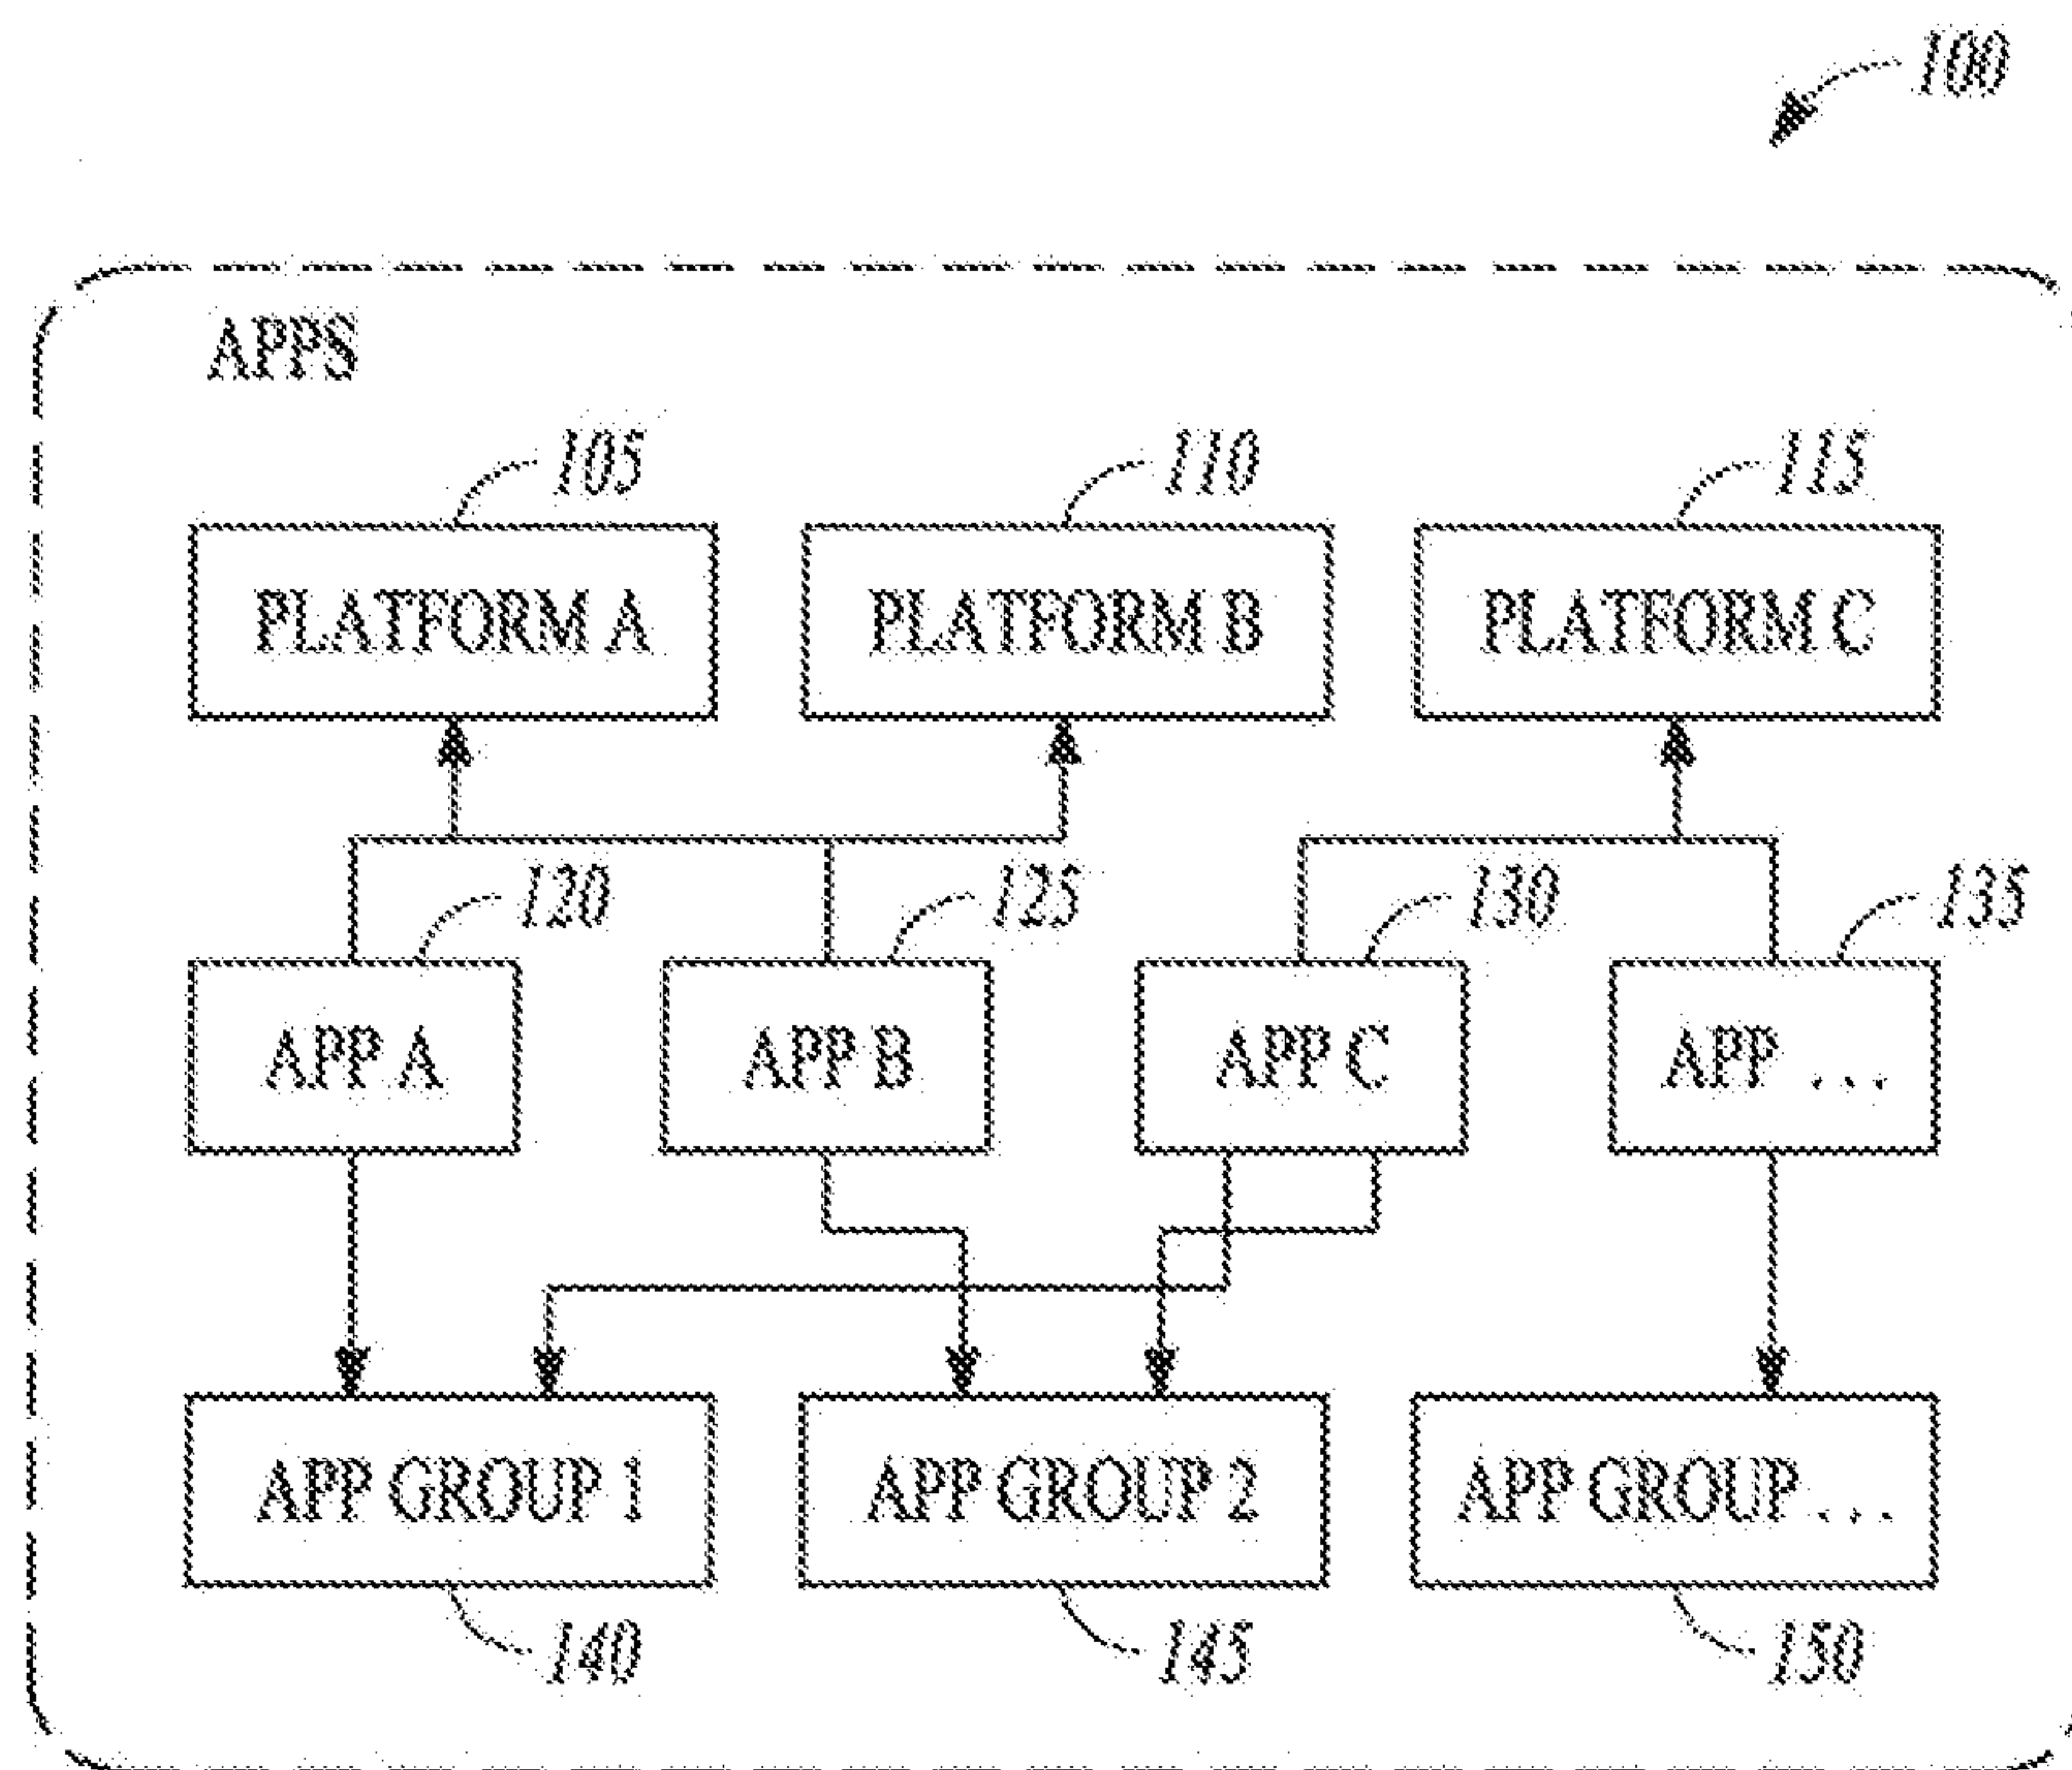 100
APPS
105
110
115
PLATFORM A
PLATFORM B
PLATFORM C
120
125
130
135
APP A
APP B
APP C
APP ...
APP GROUP 1
APP GROUP 2
APP GROUP ...
140
145
150